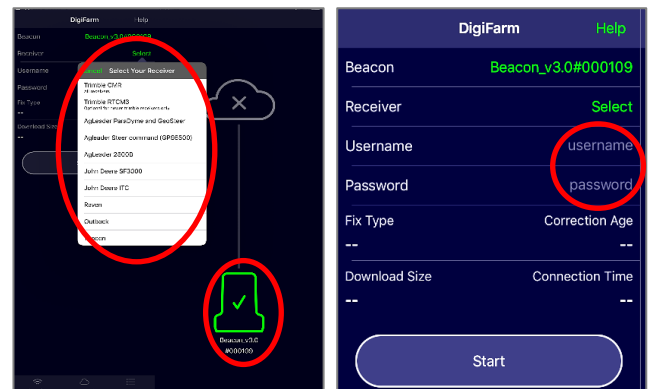 DigiFarm Help
Beacon Beacon_v3.0#000109
Receiver Select
Username
Password
Fix Type
--
Download Size
--
Cancel Select Your Receiver
Trimble CMR
All receivers
Trimble RTCM3
AgLeader ParaDyme and GeoSteer
Agleader Steer command (GPS6500)
AgLeader 2800B
John Deere SF3000
John Deere ITC
Raven
Outback
Beacon_v3.0
#000109
DigiFarm Help
Beacon Beacon_v3.0#000109
Receiver Select
Username username
Password password
Fix Type Correction Age
-- --
Download Size Connection Time
-- --
Start